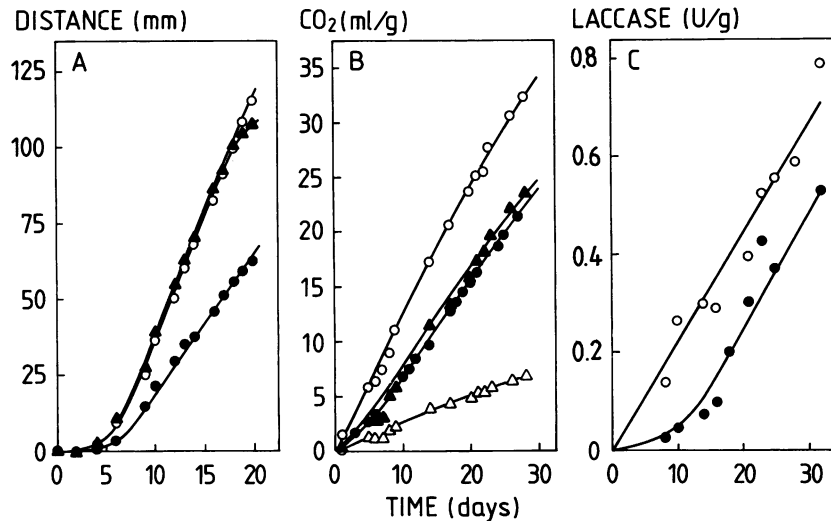 DISTANCE (mm)
CO₂(ml/g)
LACCASE (U/g)
A
B
C
125
100
75
50
25
0
0 5 10 15 20
35
30
25
20
15
10
5
0
0 10 20 30
0.8
0.6
0.4
0.2
0
10 20 30
TIME (days)